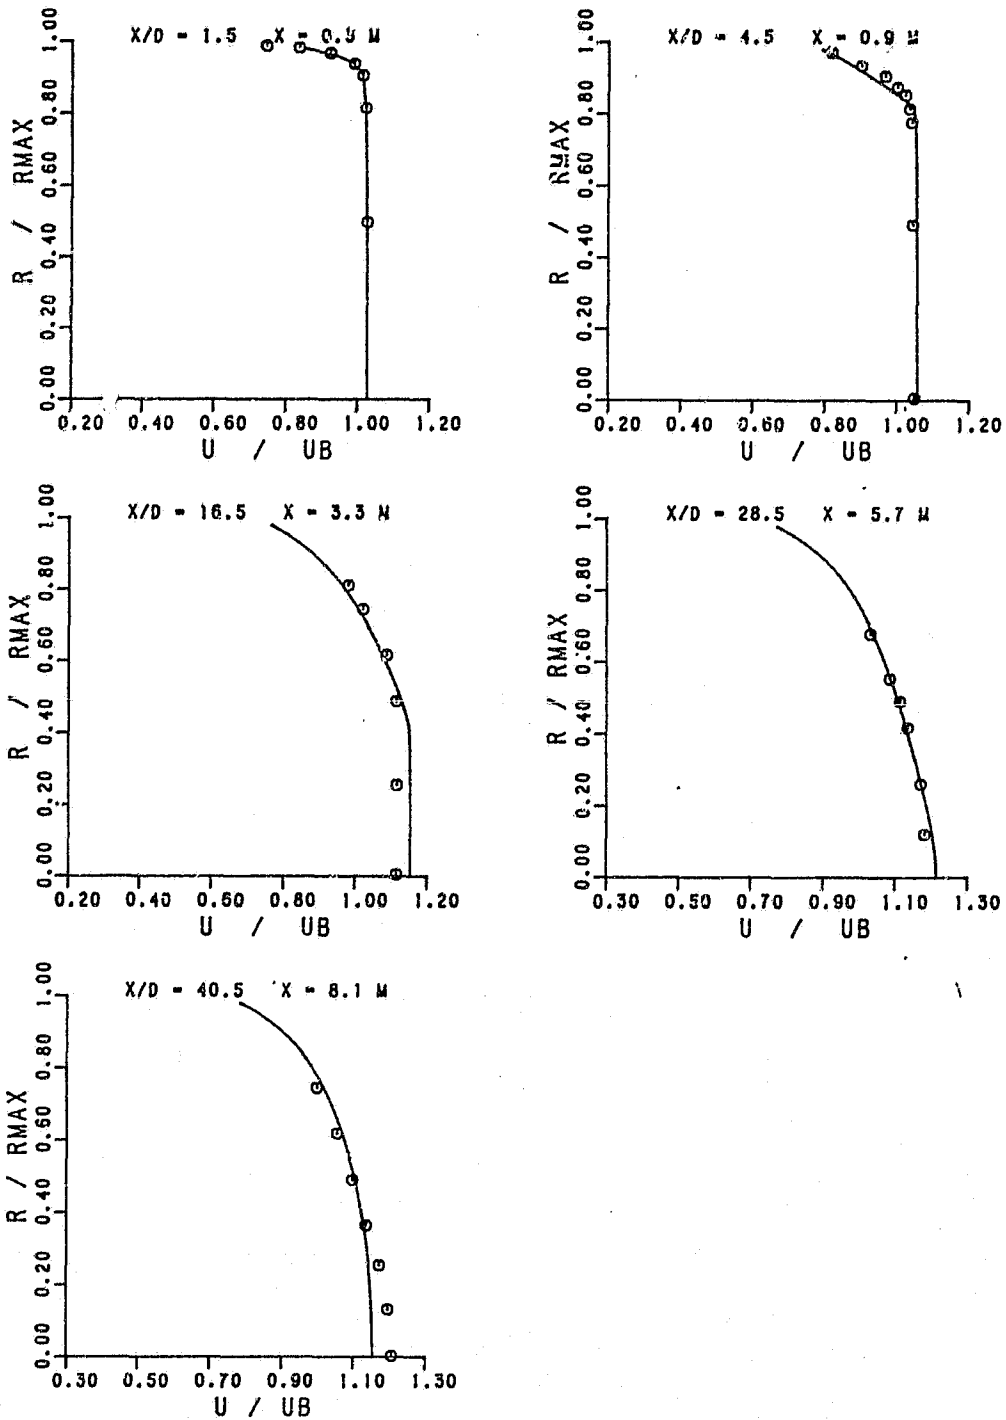 X/D = 1.5 X = 0.3 M
1.00
0.80
0.60
0.40
0.20
0.00
R / RMAX
0.20 0.40 0.60 0.80 1.00 1.20
U / UB
X/D = 4.5 X = 0.9 M
1.00
0.80
0.60
0.40
0.20
0.00
R / RMAX
0.20 0.40 0.60 0.80 1.00 1.20
U / UB
X/D = 16.5 X = 3.3 M
1.00
0.80
0.60
0.40
0.20
0.00
R / RMAX
0.20 0.40 0.60 0.80 1.00 1.20
U / UB
X/D = 28.5 X = 5.7 M
1.00
0.80
0.60
0.40
0.20
0.00
R / RMAX
0.30 0.50 0.70 0.90 1.10 1.30
U / UB
X/D = 40.5 X = 8.1 M
1.00
0.80
0.60
0.40
0.20
0.00
R / RMAX
0.30 0.50 0.70 0.90 1.10 1.30
U / UB